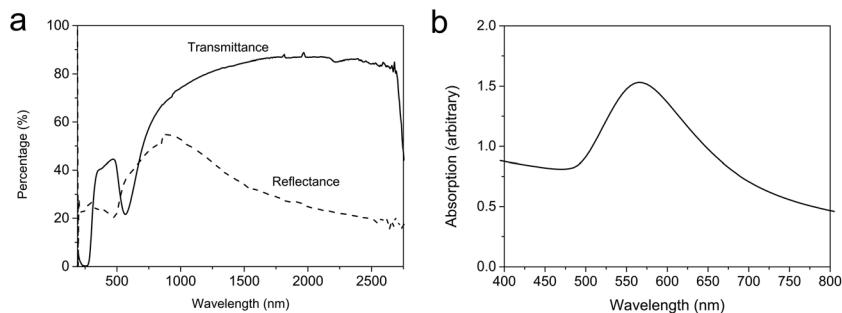 a
Percentage (%)
100
80
60
40
20
0
Transmittance
Reflectance
500 1000 1500 2000 2500
Wavelength (nm)
b
Absorption (arbitrary)
2.0
1.5
1.0
0.5
0.0
400 450 500 550 600 650 700 750 800
Wavelength (nm)